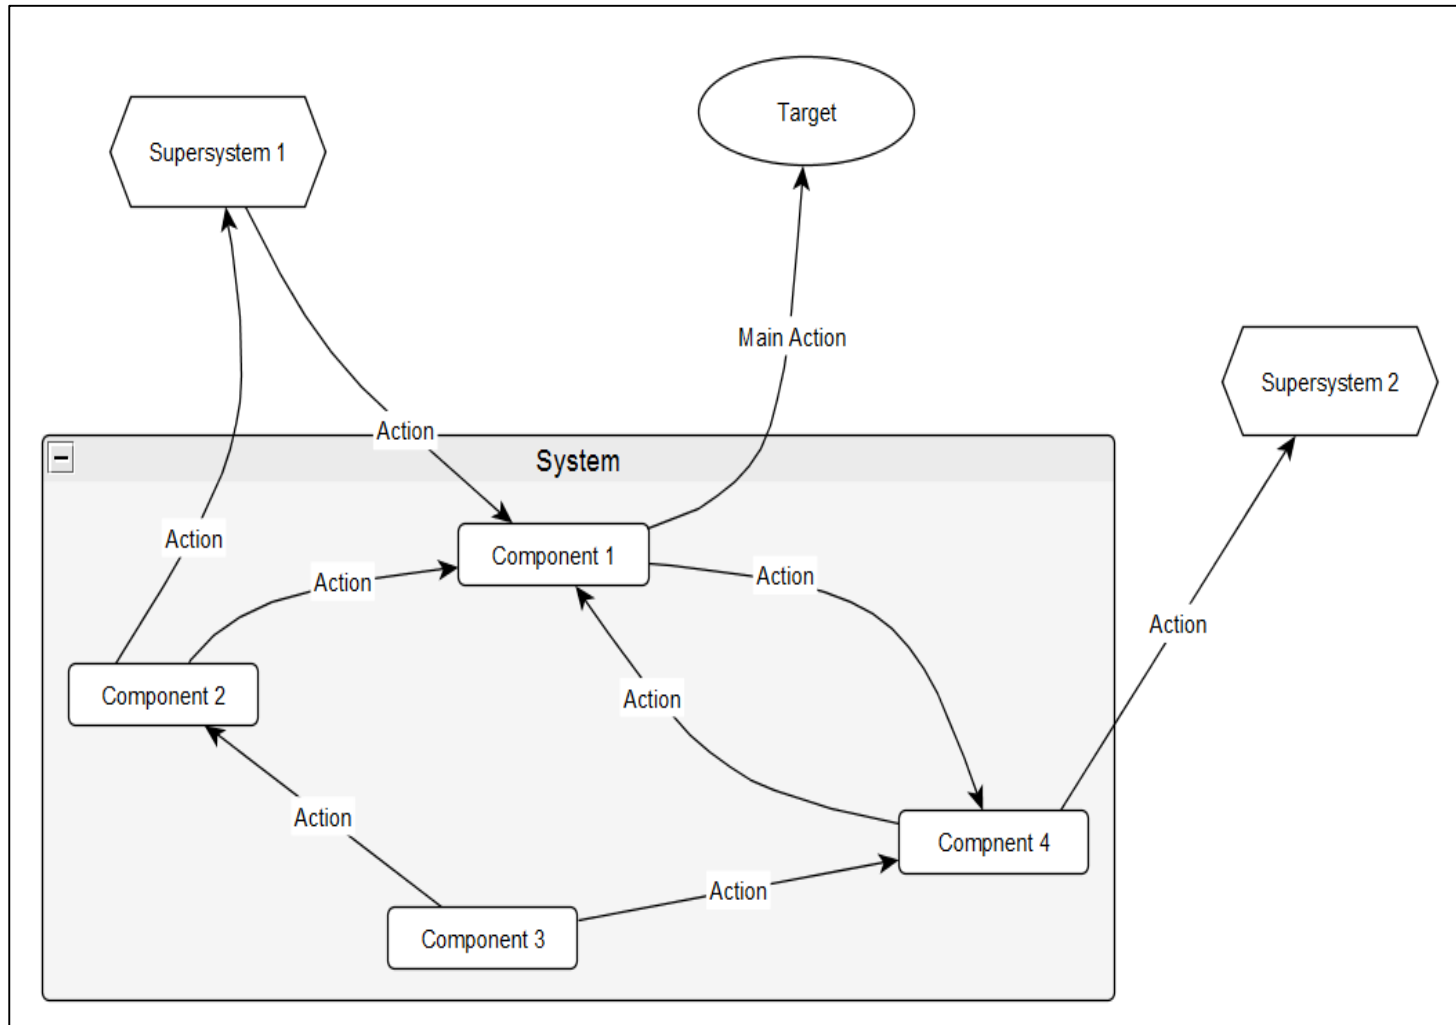 Target
Supersystem 1
Main Action
Supersystem 2
Action
System
Action
Component 1
Action
Action
Action
Component 2
Action
Action
Compnent 4
Action
Action
Component 3